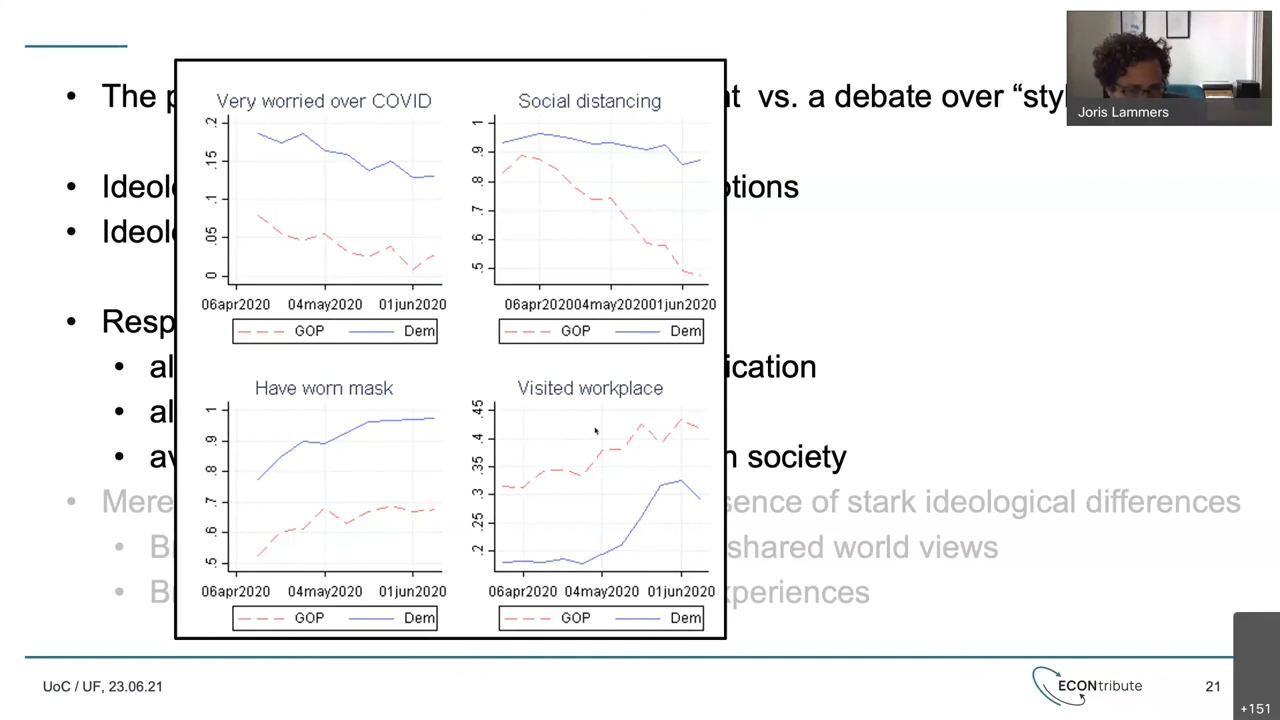 The p
t vs. a debate over “sty
Joris Lammers
Ideolo
ptions
Ideolo
Resp
al
ication
al
av
n society
Mere
sence of stark ideological differences
B
shared world views
B
xperiences
Very worried over COVID
.2
.15
.1
.05
0
06apr2020 04may2020 01jun2020
GOP Dem
Social distancing
1
.9
.8
.7
.6
.5
06apr2020 04may2020 01jun2020
GOP Dem
Have worn mask
1
.9
.8
.7
.6
.5
06apr2020 04may2020 01jun2020
GOP Dem
Visited workplace
.45
.4
.35
.3
.25
.2
06apr2020 04may2020 01jun2020
GOP Dem
UoC / UF, 23.06.21
ECONtribute
21
+151